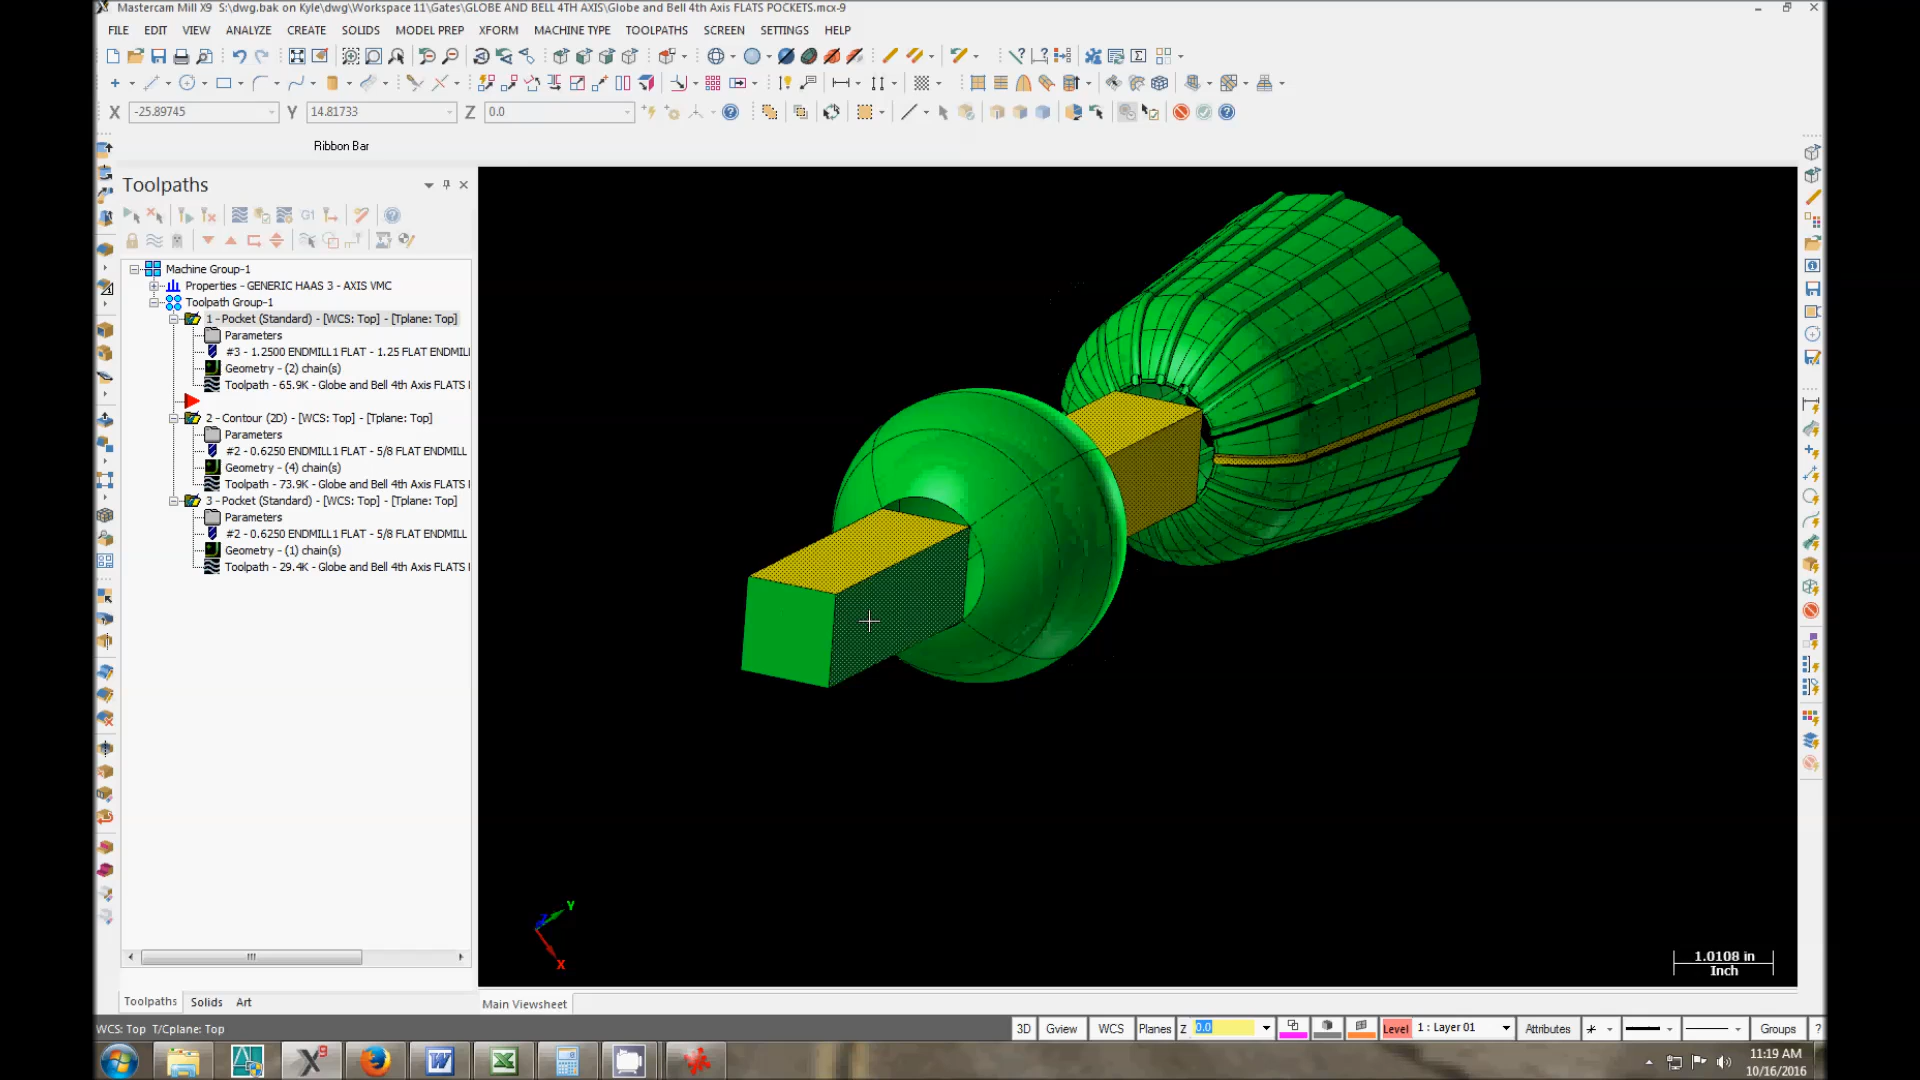 Mastercam Mill X9 S:\dwg.bak on Kyle\dwg\Workspace 11\Gates\GLOBE AND BELL 4TH AXIS\Globe and Bell 4th Axis FLATS POCKETS.mcx-9
FILE EDIT VIEW ANALYZE CREATE SOLIDS MODEL PREP XFORM MACHINE TYPE TOOLPATHS SCREEN SETTINGS HELP
X -25.89745 Y 14.81733 Z 0.0
Ribbon Bar
Toolpaths
G1
Machine Group-1
Properties - GENERIC HAAS 3 - AXIS VMC
Toolpath Group-1
1 - Pocket (Standard) - [WCS: Top] - [Tplane: Top]
Parameters
#3 - 1.2500 ENDMILL1 FLAT - 1.25 FLAT ENDMIL
Geometry - (2) chain(s)
Toolpath - 65.9K - Globe and Bell 4th Axis FLATS
2 - Contour (2D) - [WCS: Top] - [Tplane: Top]
Parameters
#2 - 0.6250 ENDMILL1 FLAT - 5/8 FLAT ENDMILL
Geometry - (4) chain(s)
Toolpath - 73.9K - Globe and Bell 4th Axis FLATS
3 - Pocket (Standard) - [WCS: Top] - [Tplane: Top]
Parameters
#2 - 0.6250 ENDMILL1 FLAT - 5/8 FLAT ENDMILL
Geometry - (1) chain(s)
Toolpath - 29.4K - Globe and Bell 4th Axis FLATS
Z Y
X
1.0108 in
Inch
Toolpaths Solids Art
Main Viewsheet
WCS: Top T/Cplane: Top
3D Gview WCS Planes Z 0.0 Level 1 : Layer 01 Attributes Groups ?
11:19 AM
10/16/2016